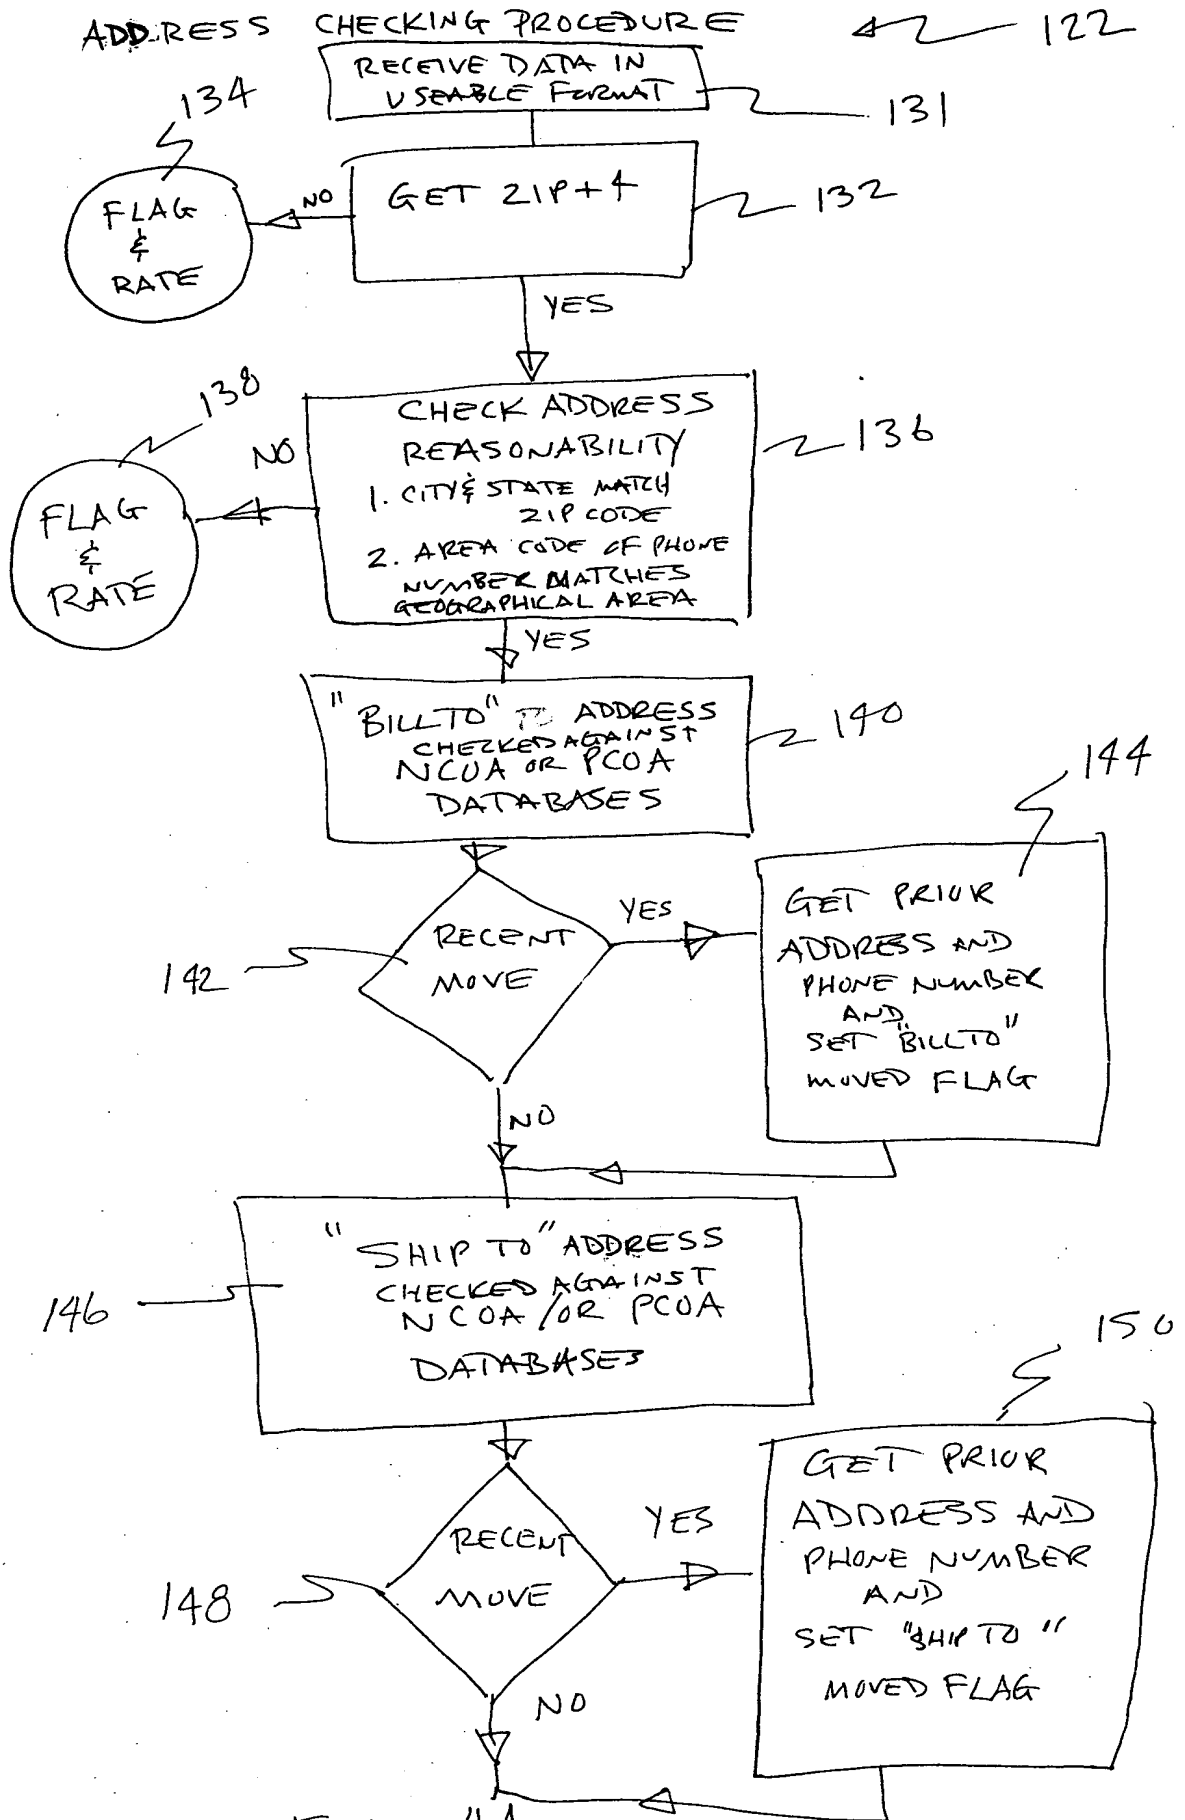 ADDRESS CHECKING PROCEDURE
122
RECEIVE DATA IN
USEABLE FORMAT
131
134
FLAG
&
RATE
NO
GET ZIP+4
132
YES
138
FLAG
&
RATE
NO
CHECK ADDRESS
REASONABILITY
1. CITY & STATE MATCH
ZIP CODE
2. AREA CODE OF PHONE
NUMBER MATCHES
GEOGRAPHICAL AREA
136
YES
"BILL TO" TO ADDRESS
CHECKED AGAINST
NCOA OR PCOA
DATABASES
140
144
142
RECENT
MOVE
YES
GET PRIOR
ADDRESS AND
PHONE NUMBER
AND
SET "BILL TO"
MOVED FLAG
NO
146
"SHIP TO" ADDRESS
CHECKED AGAINST
NCOA /OR PCOA
DATABASES
150
148
RECENT
MOVE
YES
GET PRIOR
ADDRESS AND
PHONE NUMBER
AND
SET "SHIP TO"
MOVED FLAG
NO